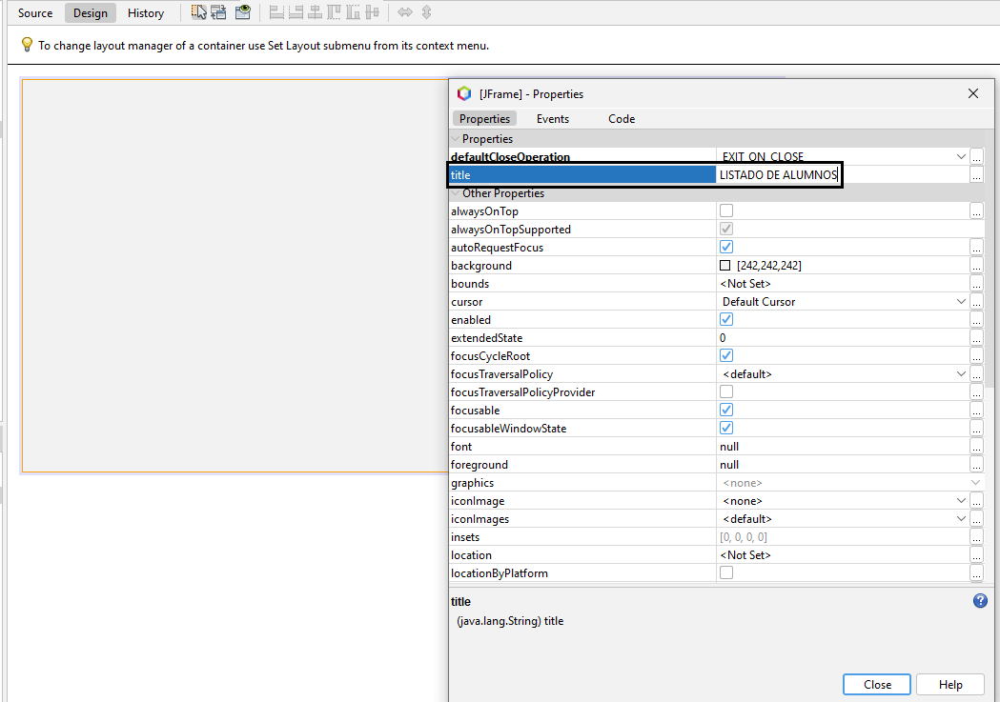 Source Design History
To change layout manager of a container use Set Layout submenu from its context menu.
[JFrame] - Properties
Properties Events Code
Properties
defaultCloseOperation EXIT_ON_CLOSE ...
title LISTADO DE ALUMNOS ...
Other Properties
alwaysOnTop ...
alwaysOnTopSupported
autoRequestFocus ...
background [242,242,242] ...
bounds <Not Set> ...
cursor Default Cursor ...
enabled ...
extendedState 0 ...
focusCycleRoot ...
focusTraversalPolicy <default> ...
focusTraversalPolicyProvider ...
focusable ...
focusableWindowState ...
font null ...
foreground null ...
graphics <none>
iconImage <none> ...
iconImages <default> ...
insets [0, 0, 0, 0] ...
location <Not Set> ...
locationByPlatform ...
title
(java.lang.String) title
Close Help